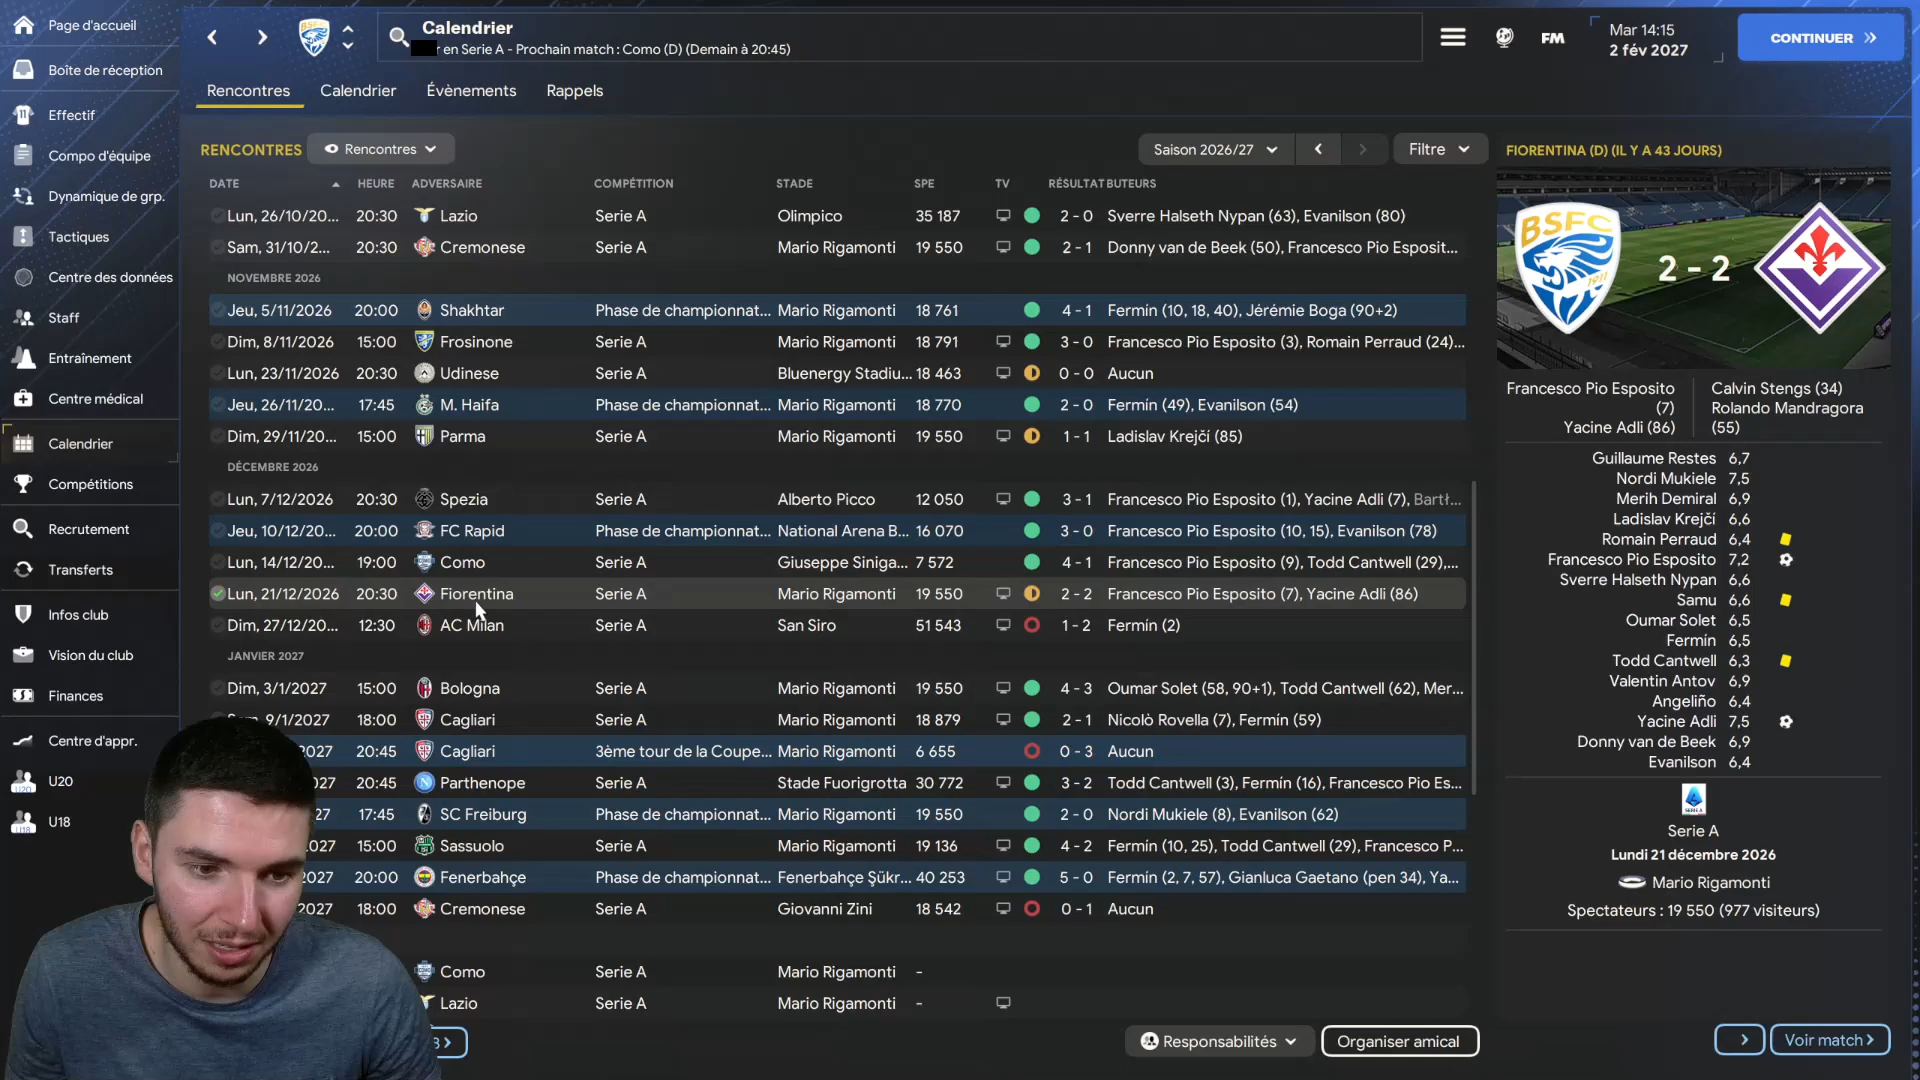 Page d'accueil
Boîte de réception
Effectif
Compo d'équipe
Dynamique de grp.
Tactiques
Centre des données
Staff
Entraînement
Centre médical
Calendrier
Compétitions
Recrutement
Transferts
Infos club
Vision du club
Finances
Centre d'appr.
U20
U18
Calendrier
r en Serie A - Prochain match : Como (D) (Demain à 20:45)
FM
Mar 14:15
2 fév 2027
CONTINUER
Rencontres Calendrier Évènements Rappels
RENCONTRES Rencontres Saison 2026/27 Filtre
DATE HEURE ADVERSAIRE COMPÉTITION STADE SPE TV RÉSULTAT BUTEURS
Lun, 26/10/20... 20:30 Lazio Serie A Olimpico 35 187 2 - 0 Sverre Halseth Nypan (63), Evanilson (80)
Sam, 31/10/2... 20:30 Cremonese Serie A Mario Rigamonti 19 550 2 - 1 Donny van de Beek (50), Francesco Pio Esposit...
NOVEMBRE 2026
Jeu, 5/11/2026 20:00 Shakhtar Phase de championnat... Mario Rigamonti 18 761 4 - 1 Fermín (10, 18, 40), Jérémie Boga (90+2)
Dim, 8/11/2026 15:00 Frosinone Serie A Mario Rigamonti 18 791 3 - 0 Francesco Pio Esposito (3), Romain Perraud (24)...
Lun, 23/11/2026 20:30 Udinese Serie A Bluenergy Stadiu... 18 463 0 - 0 Aucun
Jeu, 26/11/20... 17:45 M. Haifa Phase de championnat... Mario Rigamonti 18 770 2 - 0 Fermín (49), Evanilson (54)
Dim, 29/11/20... 15:00 Parma Serie A Mario Rigamonti 19 550 1 - 1 Ladislav Krejčí (85)
DÉCEMBRE 2026
Lun, 7/12/2026 20:30 Spezia Serie A Alberto Picco 12 050 3 - 1 Francesco Pio Esposito (1), Yacine Adli (7), Bartł...
Jeu, 10/12/20... 20:00 FC Rapid Phase de championnat... National Arena B... 16 070 3 - 0 Francesco Pio Esposito (10, 15), Evanilson (78)
Lun, 14/12/20... 19:00 Como Serie A Giuseppe Siniga... 7 572 4 - 1 Francesco Pio Esposito (9), Todd Cantwell (29),...
Lun, 21/12/2026 20:30 Fiorentina Serie A Mario Rigamonti 19 550 2 - 2 Francesco Pio Esposito (7), Yacine Adli (86)
Dim, 27/12/20... 12:30 AC Milan Serie A San Siro 51 543 1 - 2 Fermín (2)
JANVIER 2027
Dim, 3/1/2027 15:00 Bologna Serie A Mario Rigamonti 19 550 4 - 3 Oumar Solet (58, 90+1), Todd Cantwell (62), Mer...
Sam, 9/1/2027 18:00 Cagliari Serie A Mario Rigamonti 18 879 2 - 1 Nicolò Rovella (7), Fermín (59)
2027 20:45 Cagliari 3ème tour de la Coupe... Mario Rigamonti 6 655 0 - 3 Aucun
2027 20:45 Parthenope Serie A Stade Fuorigrotta 30 772 3 - 2 Todd Cantwell (3), Fermín (16), Francesco Pio Es...
27 17:45 SC Freiburg Phase de championnat... Mario Rigamonti 19 550 2 - 0 Nordi Mukiele (8), Evanilson (62)
027 15:00 Sassuolo Serie A Mario Rigamonti 19 136 4 - 2 Fermín (10, 25), Todd Cantwell (29), Francesco P...
2027 20:00 Fenerbahçe Phase de championnat... Fenerbahçe Şükr... 40 253 5 - 0 Fermín (2, 7, 57), Gianluca Gaetano (pen 34), Ya...
2027 18:00 Cremonese Serie A Giovanni Zini 18 542 0 - 1 Aucun
Como Serie A Mario Rigamonti -
Lazio Serie A Mario Rigamonti -
Responsabilités Organiser amical
FIORENTINA (D) (IL Y A 43 JOURS)
BSFC
1911
2 - 2
Francesco Pio Esposito
(7)
Yacine Adli (86)
Calvin Stengs (34)
Rolando Mandragora
(55)
Guillaume Restes 6,7
Nordi Mukiele 7,5
Merih Demiral 6,9
Ladislav Krejčí 6,6
Romain Perraud 6,4
Francesco Pio Esposito 7,2
Sverre Halseth Nypan 6,6
Samu 6,6
Oumar Solet 6,5
Fermín 6,5
Todd Cantwell 6,3
Valentin Antov 6,9
Angeliño 6,4
Yacine Adli 7,5
Donny van de Beek 6,9
Evanilson 6,4
SERIE A
Serie A
Lundi 21 décembre 2026
Mario Rigamonti
Spectateurs : 19 550 (977 visiteurs)
Voir match